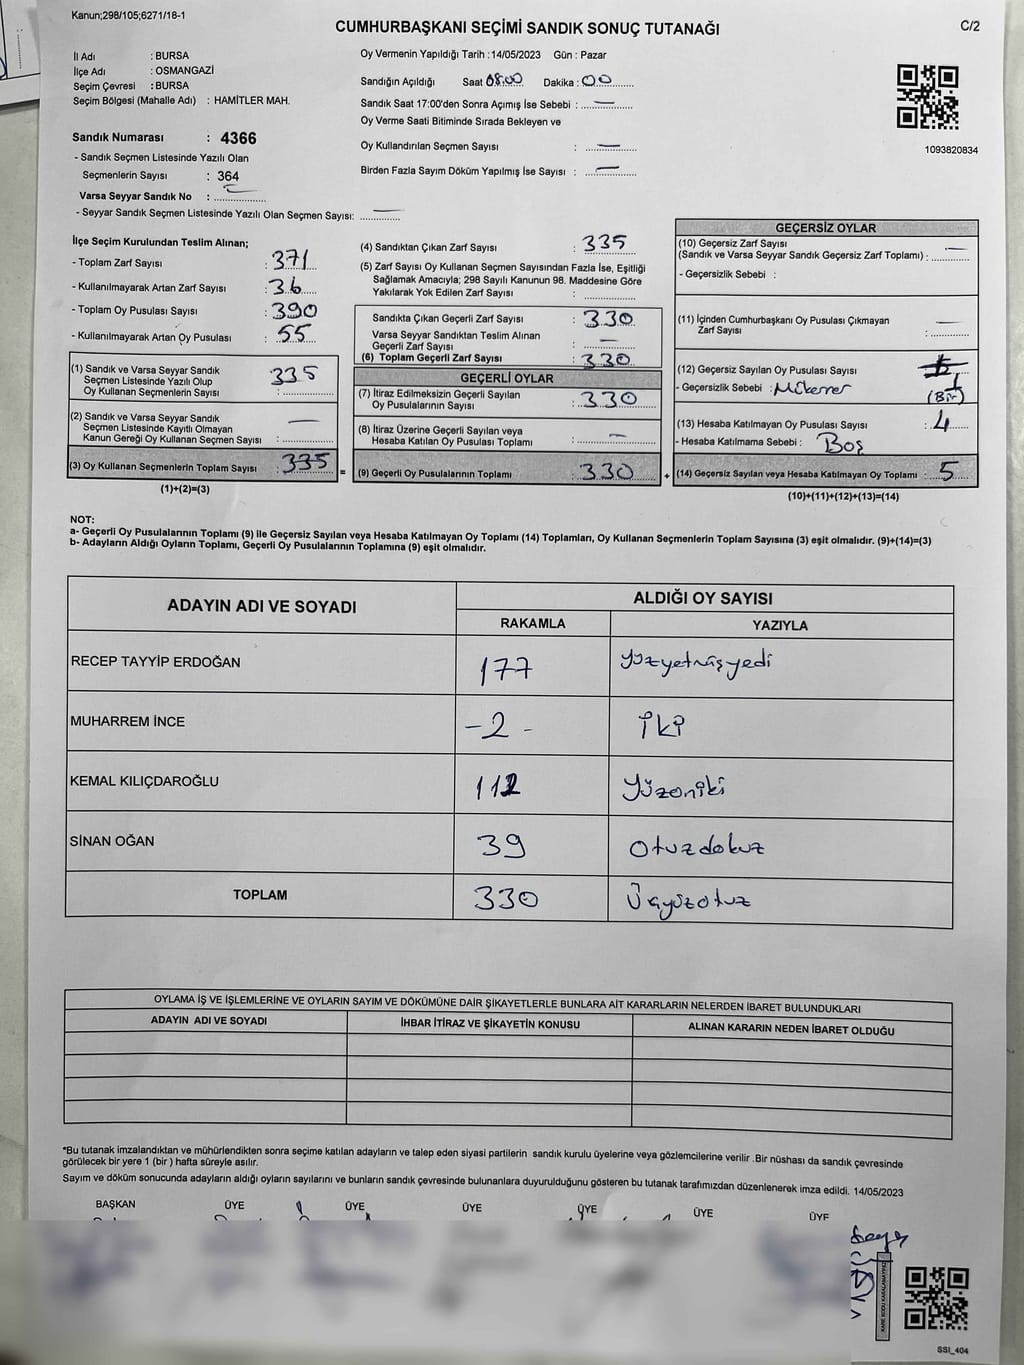 Kanun;298/105;6271/18-1
CUMHURBAŞKANI SEÇİMİ SANDIK SONUÇ TUTANAĞI
C/2
İl Adı : BURSA
İlçe Adı : OSMANGAZİ
Seçim Çevresi : BURSA
Seçim Bölgesi (Mahalle Adı) : HAMİTLER MAH.
Sandık Numarası : 4366
- Sandık Seçmen Listesinde Yazılı Olan
Seçmenlerin Sayısı : 364
Varsa Seyyar Sandık No : —
- Seyyar Sandık Seçmen Listesinde Yazılı Olan Seçmen Sayısı: —
Oy Vermenin Yapıldığı Tarih : 14/05/2023 Gün : Pazar
Sandığın Açıldığı Saat 08.00 Dakika : 00
Sandık Saat 17:00'den Sonra Açımış İse Sebebi : —
Oy Verme Saati Bitiminde Sırada Bekleyen ve
Oy Kullandırılan Seçmen Sayısı : —
Birden Fazla Sayım Döküm Yapılmış İse Sayısı : —
1093820834
İlçe Seçim Kurulundan Teslim Alınan;
- Toplam Zarf Sayısı : 371
- Kullanılmayarak Artan Zarf Sayısı : 36
- Toplam Oy Pusulası Sayısı : 390
- Kullanılmayarak Artan Oy Pusulası : 55
(1) Sandık ve Varsa Seyyar Sandık
Seçmen Listesinde Yazılı Olup
Oy Kullanan Seçmenlerin Sayısı : 335
(2) Sandık ve Varsa Seyyar Sandık
Seçmen Listesinde Kayıtlı Olmayan
Kanun Gereği Oy Kullanan Seçmen Sayısı : —
(3) Oy Kullanan Seçmenlerin Toplam Sayısı : 335
(1)+(2)=(3)
=
(4) Sandıktan Çıkan Zarf Sayısı : 335
(5) Zarf Sayısı Oy Kullanan Seçmen Sayısından Fazla İse, Eşitliği
Sağlamak Amacıyla; 298 Sayılı Kanunun 98. Maddesine Göre
Yakılarak Yok Edilen Zarf Sayısı :
Sandıkta Çıkan Geçerli Zarf Sayısı : 330
Varsa Seyyar Sandıktan Teslim Alınan
Geçerli Zarf Sayısı : —
(6) Toplam Geçerli Zarf Sayısı : 330
GEÇERLİ OYLAR
(7) İtiraz Edilmeksizin Geçerli Sayılan
Oy Pusulalarının Sayısı : 330
(8) İtiraz Üzerine Geçerli Sayılan veya
Hesaba Katılan Oy Pusulası Toplamı : —
(9) Geçerli Oy Pusulalarının Toplamı : 330
+
GEÇERSİZ OYLAR
(10) Geçersiz Zarf Sayısı
(Sandık ve Varsa Seyyar Sandık Geçersiz Zarf Toplamı) : —
- Geçersizlik Sebebi :
(11) İçinden Cumhurbaşkanı Oy Pusulası Çıkmayan
Zarf Sayısı : —
(12) Geçersiz Sayılan Oy Pusulası Sayısı
- Geçersizlik Sebebi : Mükerrer 1 (Bir)
(13) Hesaba Katılmayan Oy Pusulası Sayısı : 4
- Hesaba Katılmama Sebebi : Boş
(14) Geçersiz Sayılan veya Hesaba Katılmayan Oy Toplamı : 5
(10)+(11)+(12)+(13)=(14)
NOT:
a- Geçerli Oy Pusulalarının Toplamı (9) ile Geçersiz Sayılan veya Hesaba Katılmayan Oy Toplamı (14) Toplamları, Oy Kullanan Seçmenlerin Toplam Sayısına (3) eşit olmalıdır. (9)+(14)=(3)
b- Adayların Aldığı Oyların Toplamı, Geçerli Oy Pusulalarının Toplamına (9) eşit olmalıdır.
ADAYIN ADI VE SOYADI
ALDIĞI OY SAYISI
RAKAMLA YAZIYLA
RECEP TAYYİP ERDOĞAN 177 Yüzyetmişyedi
MUHARREM İNCE -2- iki
KEMAL KILIÇDAROĞLU 112 Yüzoniki
SİNAN OĞAN 39 Otuzdokuz
TOPLAM 330 Üçyüzotuz
OYLAMA İŞ VE İŞLEMLERİNE VE OYLARIN SAYIM VE DÖKÜMÜNE DAİR ŞİKAYETLERLE BUNLARA AİT KARARLARIN NELERDEN İBARET BULUNDUKLARI
ADAYIN ADI VE SOYADI İHBAR İTİRAZ VE ŞİKAYETİN KONUSU ALINAN KARARIN NEDEN İBARET OLDUĞU
*Bu tutanak imzalandıktan ve mühürlendikten sonra seçime katılan adayların ve talep eden siyasi partilerin sandık kurulu üyelerine veya gözlemcilerine verilir .Bir nüshası da sandık çevresinde
görülecek bir yere 1 (bir ) hafta süreyle asılır.
Sayım ve döküm sonucunda adayların aldığı oyların sayılarını ve bunların sandık çevresinde bulunanlara duyurulduğunu gösteren bu tutanak tarafımızdan düzenlenerek imza edildi. 14/05/2023
BAŞKAN ÜYE ÜYE ÜYE ÜYE ÜYE ÜYE
KARE KODU KARALAMAYINIZ
SSI_404